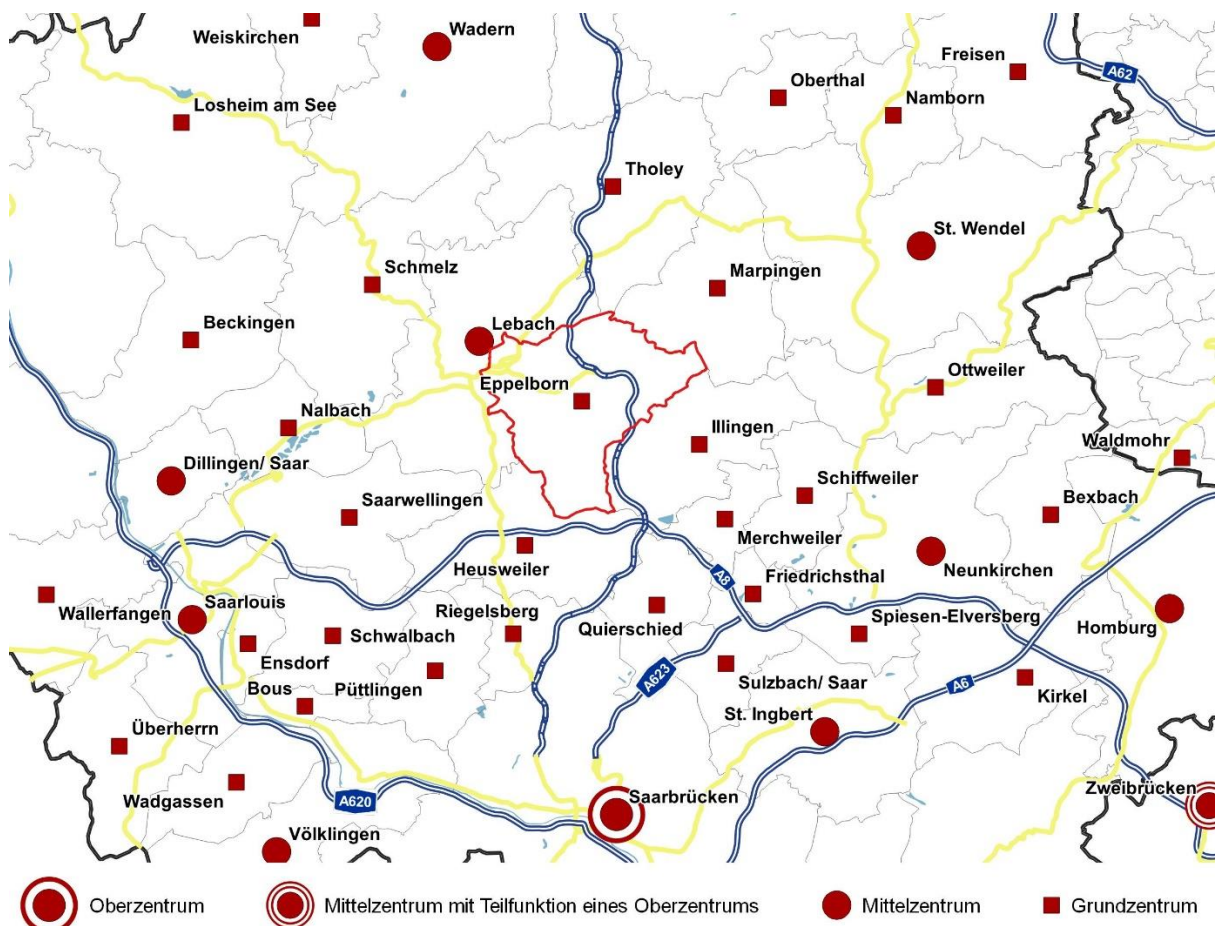 Weiskirchen
Wadern
Freisen
A62
Oberthal
Losheim am See
Namborn
Tholey
St. Wendel
Schmelz
Marpingen
Beckingen
Lebach
Eppelborn
Ottweiler
Nalbach
Illingen
Waldmohr
Dillingen/ Saar
Schiffweiler
Saarwellingen
Bexbach
Merchweiler
Heusweiler
A8
Friedrichsthal
Neunkirchen
Wallerfangen
Saarlouis
Riegelsberg
Spiesen-Elversberg
Schwalbach
Quierschied
Homburg
Ensdorf
A623
Sulzbach/ Saar
A6
Bous
Püttlingen
Kirkel
St. Ingbert
Überherrn
Zweibrücken
Wadgassen
A620
Saarbrücken
Völklingen
Oberzentrum
Mittelzentrum mit Teilfunktion eines Oberzentrums
Mittelzentrum
Grundzentrum